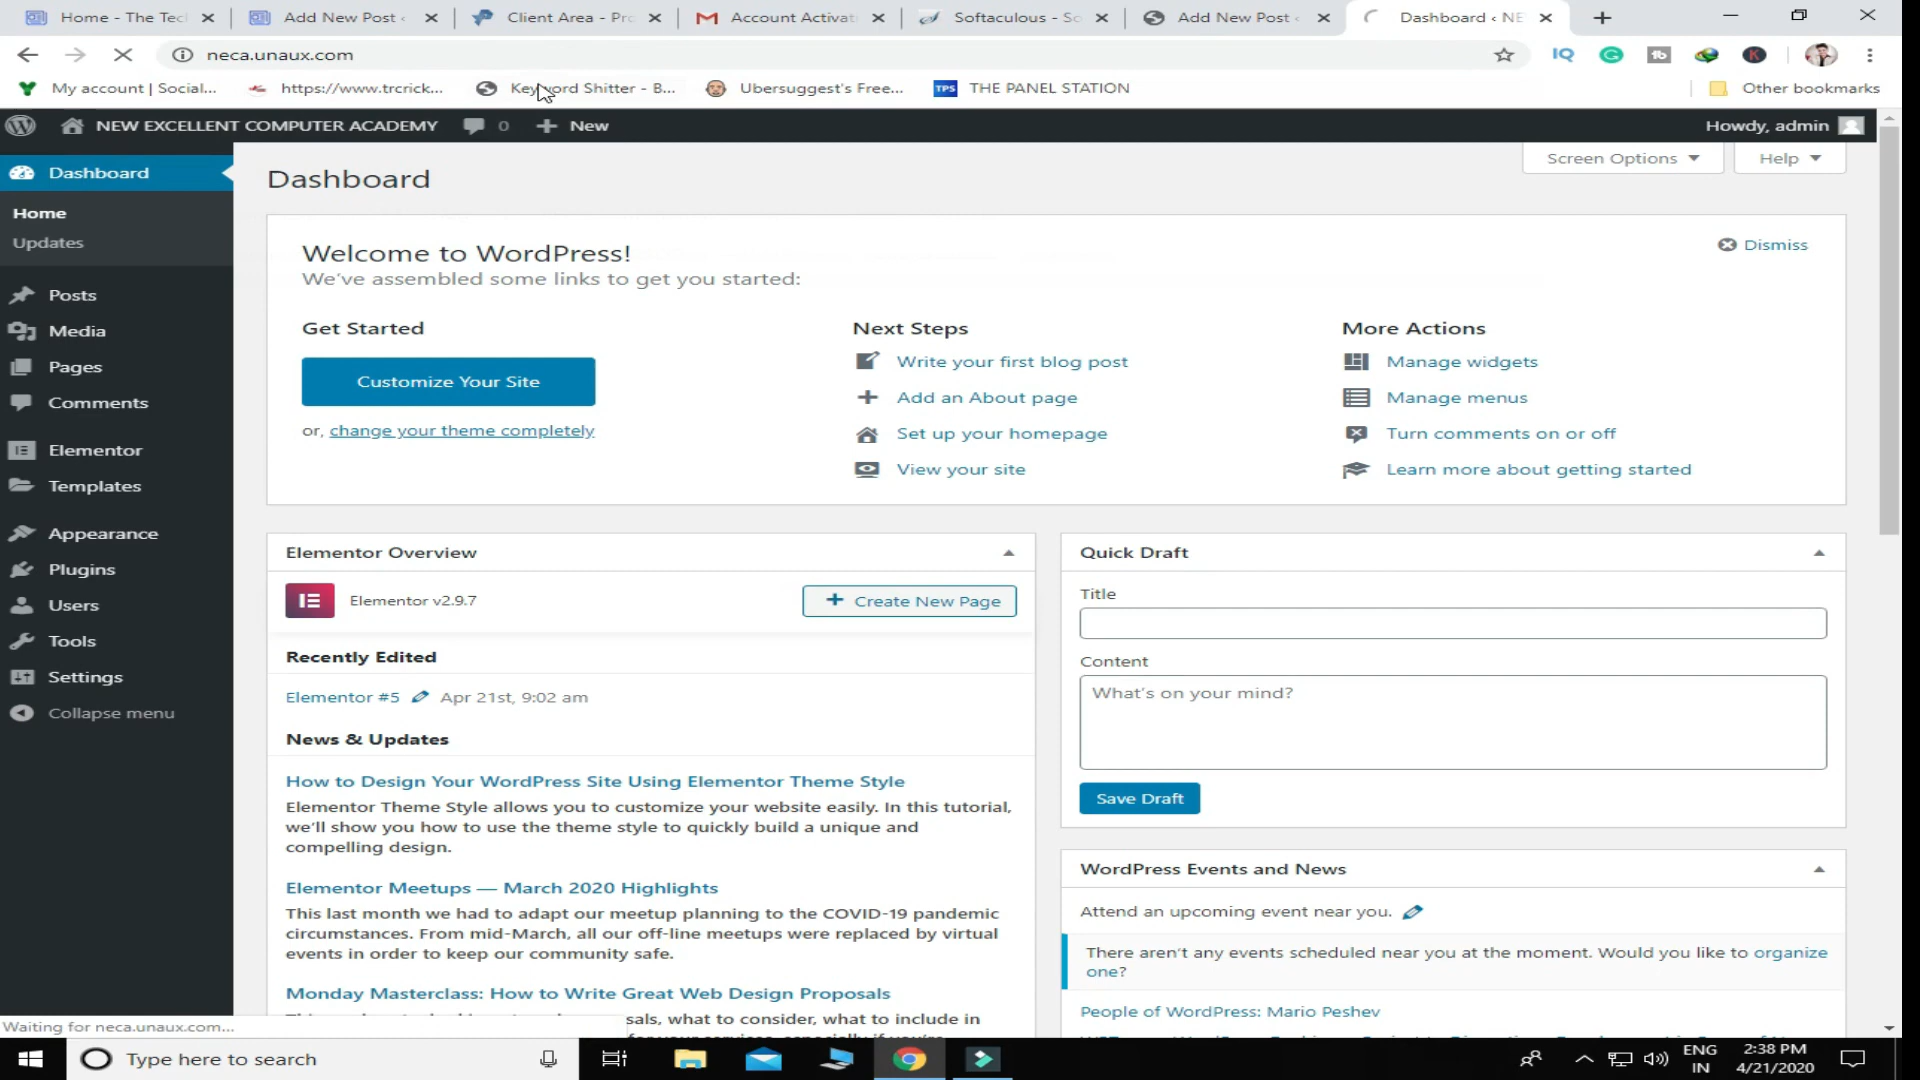 Home - The Tec
Add New Post ‹
Client Area - Pro
Account Activat
Softaculous - So
Add New Post ‹
Dashboard ‹ NE
neca.unaux.com
My account | Social...
https://www.trcrick...
Keyword Shitter - B...
Ubersuggest's Free...
TPS
THE PANEL STATION
Other bookmarks
NEW EXCELLENT COMPUTER ACADEMY
0
New
Howdy, admin
Screen Options
Help
Dashboard
Home
Updates
Posts
Media
Pages
Comments
Elementor
Templates
Appearance
Plugins
Users
Tools
Settings
Collapse menu
Dashboard
Welcome to WordPress!
We've assembled some links to get you started:
Dismiss
Get Started
Customize Your Site
or, change your theme completely
Next Steps
Write your first blog post
Add an About page
Set up your homepage
View your site
More Actions
Manage widgets
Manage menus
Turn comments on or off
Learn more about getting started
Elementor Overview
Elementor v2.9.7
Create New Page
Recently Edited
Elementor #5 Apr 21st, 9:02 am
News & Updates
How to Design Your WordPress Site Using Elementor Theme Style
Elementor Theme Style allows you to customize your website easily. In this tutorial,
we'll show you how to use the theme style to quickly build a unique and
compelling design.
Elementor Meetups — March 2020 Highlights
This last month we had to adapt our meetup planning to the COVID-19 pandemic
circumstances. From mid-March, all our off-line meetups were replaced by virtual
events in order to keep our community safe.
Monday Masterclass: How to Write Great Web Design Proposals
sals, what to consider, what to include in
Quick Draft
Title
Content
What's on your mind?
Save Draft
WordPress Events and News
Attend an upcoming event near you.
There aren't any events scheduled near you at the moment. Would you like to organize
one?
People of WordPress: Mario Peshev
Waiting for neca.unaux.com...
Type here to search
ENG
IN
2:38 PM
4/21/2020